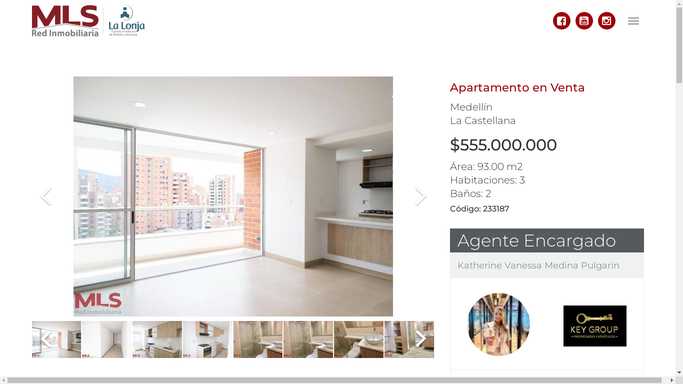 MLS
Red Inmobiliaria
La Lonja
Apartamento en Venta
Medellín
La Castellana
$555.000.000
Área: 93.00 m2
Habitaciones: 3
Baños: 2
Código: 233187
MLS
Red Inmobiliaria
Agente Encargado
Katherine Vanessa Medina Pulgarin
KEY GROUP